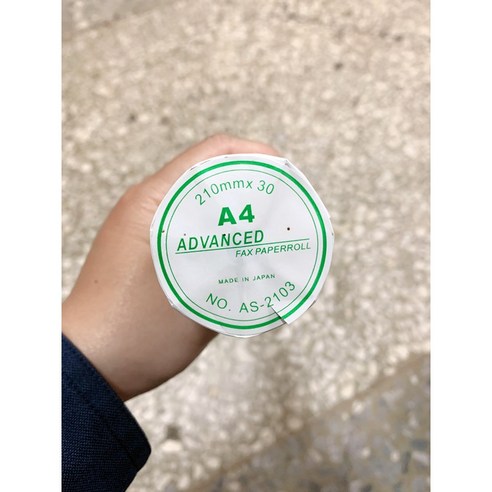 210mmx 30
A4
ADVANCED
FAX PAPERROLL
MADE IN JAPAN
NO. AS-2103